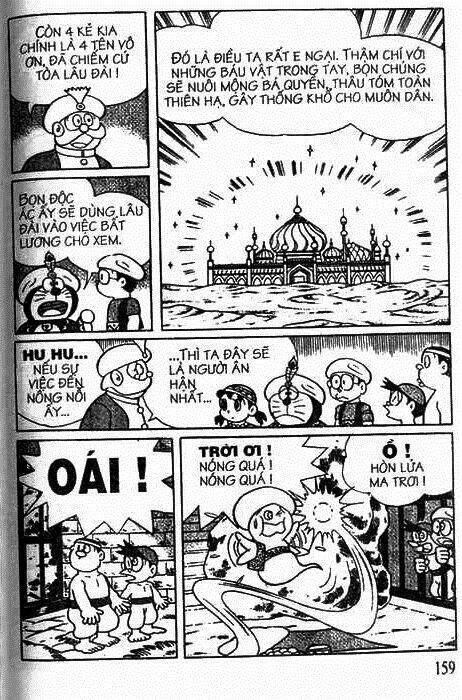 CÒN 4 KẺ KIA
CHÍNH LÀ 4 TÊN VÔ
ƠN, ĐÃ CHIẾM CỨ
TÒA LÂU ĐÀI !
ĐÓ LÀ ĐIỀU TA RẤT E NGẠI. THẬM CHÍ VỚI
NHỮNG BÁU VẬT TRONG TAY, BỌN CHÚNG
SẼ NUÔI MỘNG BÁ QUYỀN, THÂU TÓM TOÀN
THIÊN HẠ, GÂY THỐNG KHỔ CHO MUÔN DÂN.
BỌN ĐỘC
ÁC ẤY SẼ DÙNG LÂU
ĐÀI VÀO VIỆC BẤT
LƯƠNG CHO XEM.
HU HU...
NẾU SỰ
VIỆC ĐẾN
NÔNG NỖI
ẤY...
...THÌ TA ĐÂY SẼ
LÀ NGƯỜI ÂN
HẬN
NHẤT...
OÁI !
TRỜI ƠI !
NÓNG QUÁ !
NÓNG QUÁ !
Ồ !
HÒN LỬA
MA TRƠI !
159